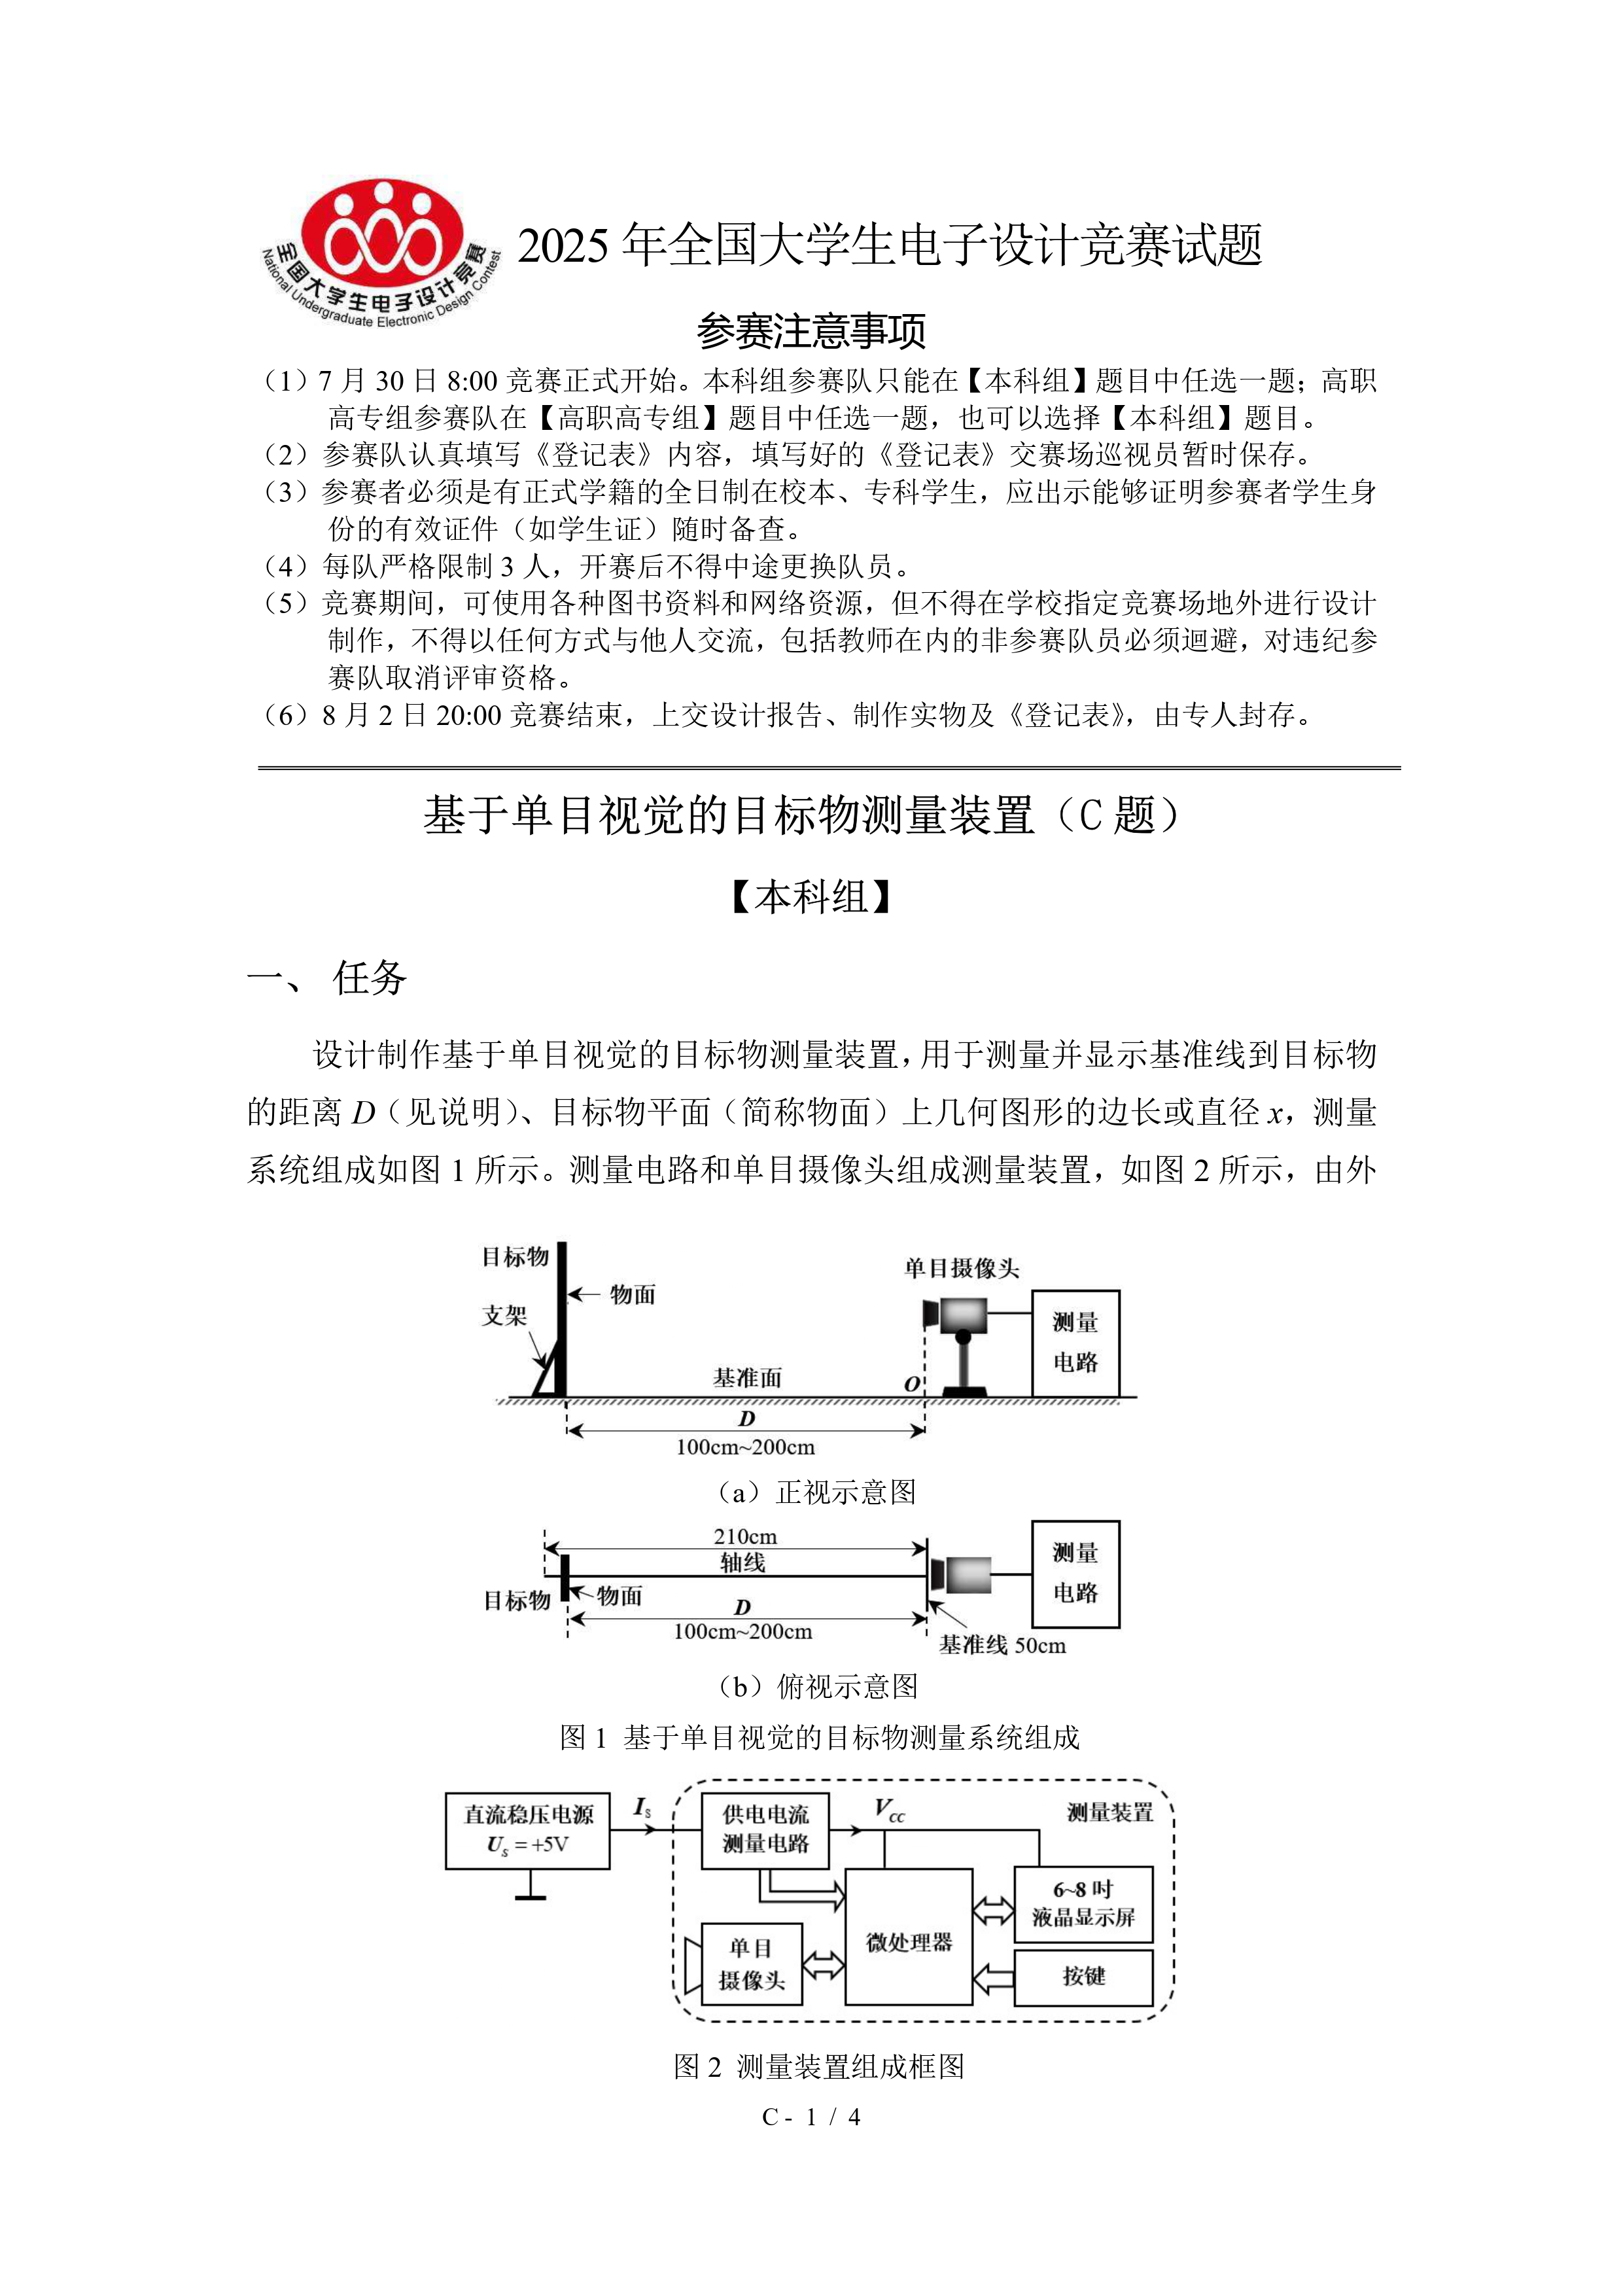 全国大学生电子设计竞赛
National Undergraduate Electronic Design Contest
2025 年全国大学生电子设计竞赛试题
参赛注意事项
（1）7 月 30 日 8:00 竞赛正式开始。本科组参赛队只能在【本科组】题目中任选一题；高职
高专组参赛队在【高职高专组】题目中任选一题，也可以选择【本科组】题目。
（2）参赛队认真填写《登记表》内容，填写好的《登记表》交赛场巡视员暂时保存。
（3）参赛者必须是有正式学籍的全日制在校本、专科学生，应出示能够证明参赛者学生身
份的有效证件（如学生证）随时备查。
（4）每队严格限制 3 人，开赛后不得中途更换队员。
（5）竞赛期间，可使用各种图书资料和网络资源，但不得在学校指定竞赛场地外进行设计
制作，不得以任何方式与他人交流，包括教师在内的非参赛队员必须迴避，对违纪参
赛队取消评审资格。
（6）8 月 2 日 20:00 竞赛结束，上交设计报告、制作实物及《登记表》，由专人封存。
基于单目视觉的目标物测量装置（C 题）
【本科组】
一、 任务
设计制作基于单目视觉的目标物测量装置，用于测量并显示基准线到目标物
的距离 D（见说明）、目标物平面（简称物面）上几何图形的边长或直径 x，测量
系统组成如图 1 所示。测量电路和单目摄像头组成测量装置，如图 2 所示，由外
目标物
物面
支架
单目摄像头
测量
电路
基准面
O
D
100cm~200cm
（a）正视示意图
210cm
轴线
测量
电路
目标物
物面
D
100cm~200cm
基准线 50cm
（b）俯视示意图
图 1 基于单目视觉的目标物测量系统组成
直流稳压电源
Us = +5V
Is
供电电流
测量电路
Vcc
测量装置
6~8 吋
液晶显示屏
微处理器
单目
摄像头
按键
图 2 测量装置组成框图
C - 1 / 4